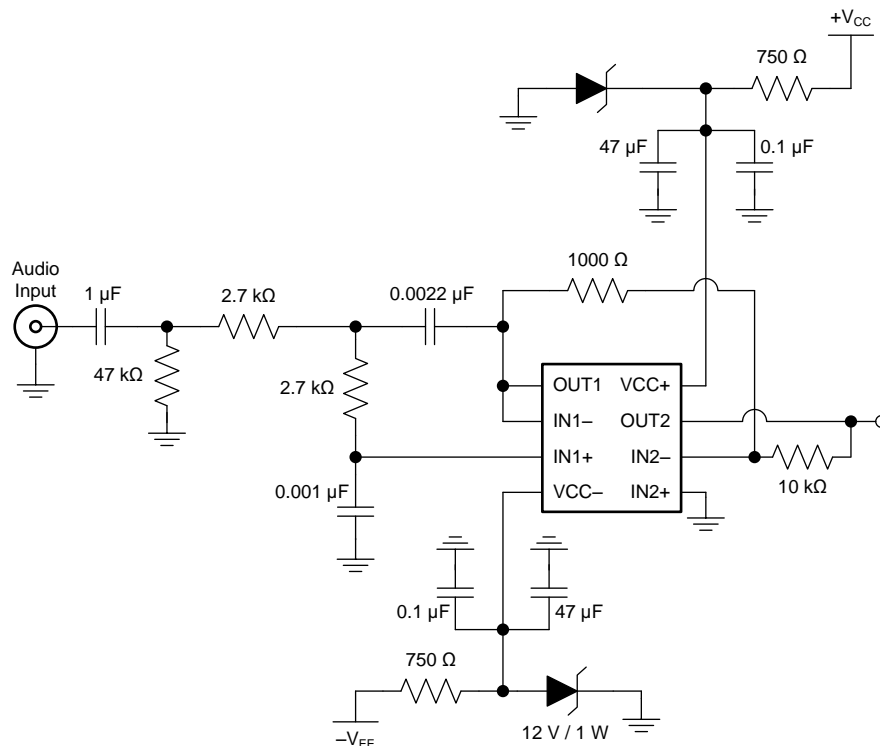 +VCC
750 Ω
47 µF
0.1 µF
Audio
Input
1 µF
2.7 kΩ
0.0022 µF
1000 Ω
47 kΩ
2.7 kΩ
OUT1
VCC+
IN1–
OUT2
IN1+
IN2–
VCC–
IN2+
10 kΩ
0.001 µF
0.1 µF
47 µF
750 Ω
12 V / 1 W
–VEE